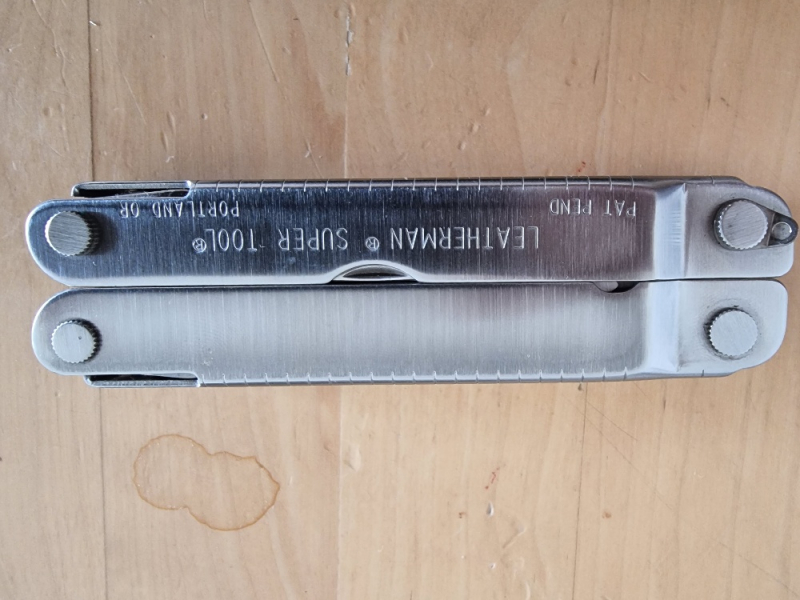 PAT PEND
LEATHERMAN® SUPER TOOL®
PORTLAND OR